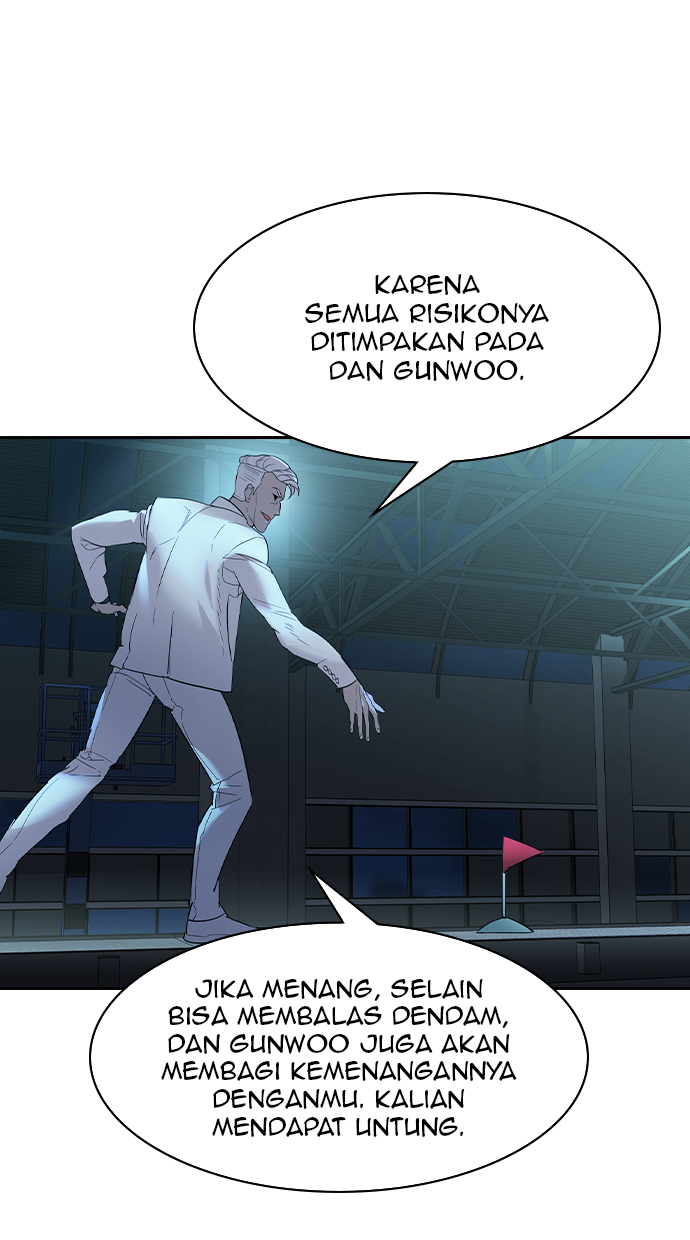 KARENA
SEMUA RISIKONYA
DITIMPAKAN PADA
DAN GUNWOO.
JIKA MENANG, SELAIN
BISA MEMBALAS DENDAM,
DAN GUNWOO JUGA AKAN
MEMBAGI KEMENANGANNYA
DENGANMU. KALIAN
MENDAPAT UNTUNG.